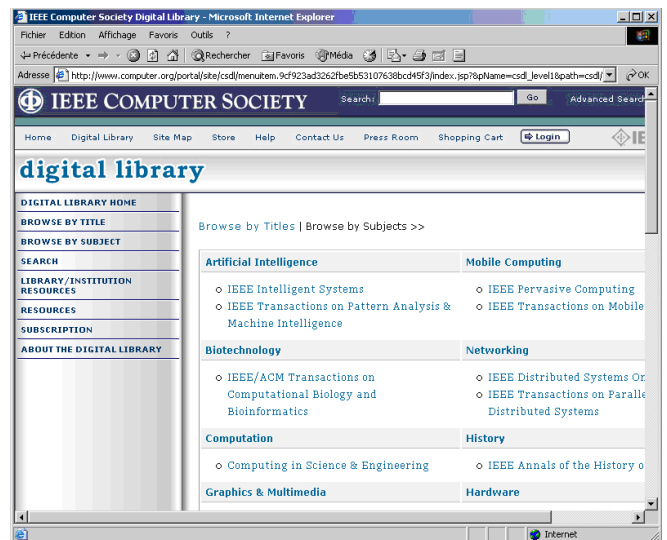 IEEE Computer Society Digital Library - Microsoft Internet Explorer
Fichier Edition Affichage Favoris Outils ?
Précédente Rechercher Favoris Média
Adresse http://www.computer.org/portal/site/csdl/menuitem.9cf923ad3262fbe5b53107638bcd45f3/index.jsp?&pName=csdl_level1&path=csdl/ OK
IEEE COMPUTER SOCIETY Search: Go Advanced Search
Home Digital Library Site Map Store Help Contact Us Press Room Shopping Cart Login IE
digital library
DIGITAL LIBRARY HOME
BROWSE BY TITLE
BROWSE BY SUBJECT
SEARCH
LIBRARY/INSTITUTION
RESOURCES
RESOURCES
SUBSCRIPTION
ABOUT THE DIGITAL LIBRARY
Browse by Titles | Browse by Subjects >>
Artificial Intelligence
IEEE Intelligent Systems
IEEE Transactions on Pattern Analysis &
Machine Intelligence
Biotechnology
IEEE/ACM Transactions on
Computational Biology and
Bioinformatics
Computation
Computing in Science & Engineering
Graphics & Multimedia
Mobile Computing
IEEE Pervasive Computing
IEEE Transactions on Mobile
Networking
IEEE Distributed Systems On
IEEE Transactions on Paralle
Distributed Systems
History
IEEE Annals of the History o
Hardware
Internet